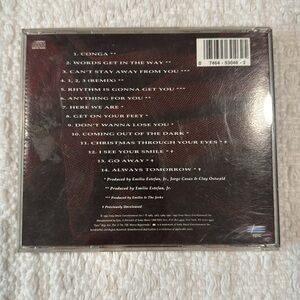 1. CONGA **
2. WORDS GET IN THE WAY **
3. CAN'T STAY AWAY FROM YOU ***
4. 1, 2, 3 (REMIX) **
5. RHYTHM IS GONNA GET YOU ***
6. ANYTHING FOR YOU **
7. HERE WE ARE *
8. GET ON YOUR FEET *
9. DON'T WANNA LOSE YOU *
10. COMING OUT OF THE DARK *
11. CHRISTMAS THROUGH YOUR EYES * †
12. I SEE YOUR SMILE * †
13. GO AWAY * †
14. ALWAYS TOMORROW * †
* Produced by Emilio Estefan, Jr., Jorge Casas & Clay Ostwald
** Produced by Emilio Estefan, Jr.
*** Produced by Emilio & The Jerks
† Previously Unreleased
0 7464-53046-2